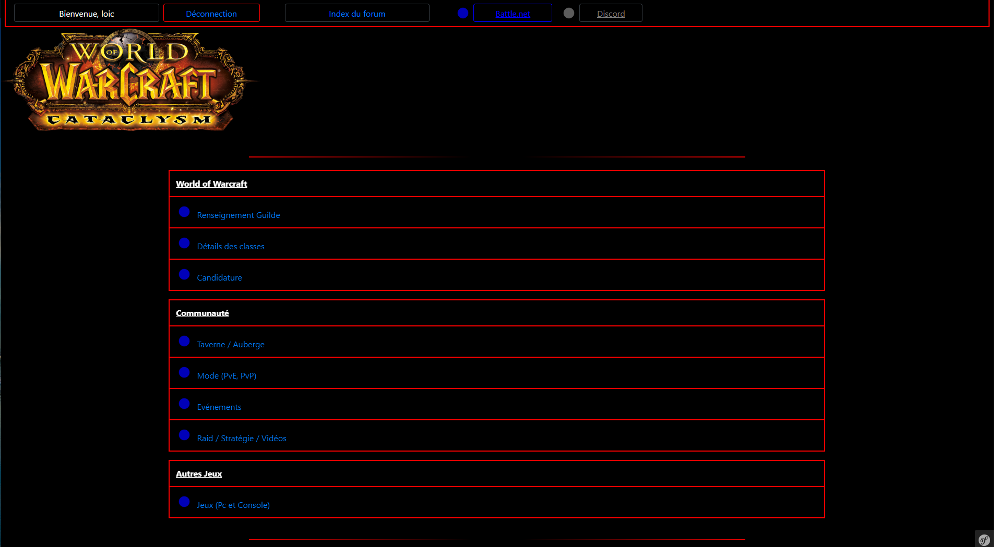 Bienvenue, loic
Déconnection
Index du forum
Battle.net
Discord
WORLD OF
WARCRAFT
CATACLYSM
World of Warcraft
Renseignement Guilde
Détails des classes
Candidature
Communauté
Taverne / Auberge
Mode (PvE, PvP)
Evénements
Raid / Stratégie / Vidéos
Autres Jeux
Jeux (Pc et Console)
sf